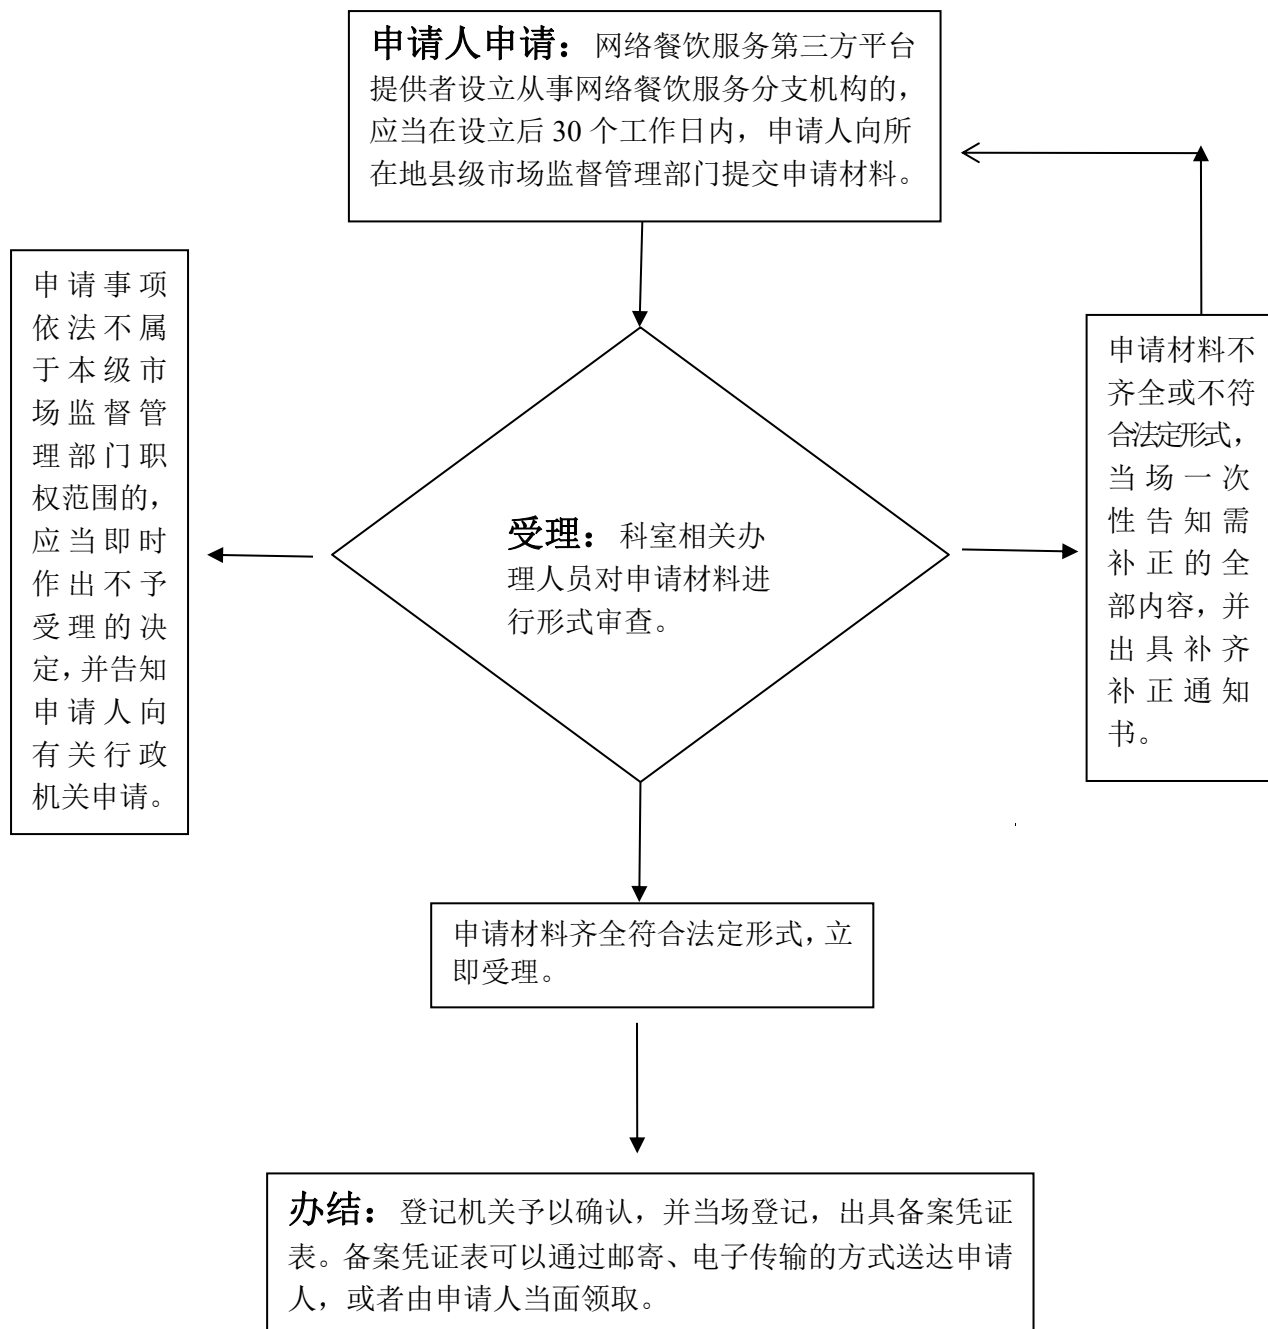 申请人申请：网络餐饮服务第三方平台
提供者设立从事网络餐饮服务分支机构的，
应当在设立后 30 个工作日内，申请人向所
在地县级市场监督管理部门提交申请材料。
申请事项
依法不属
于本级市
场监督管
理部门职
权范围的，
应当即时
作出不予
受理的决
定，并告知
申请人向
有关行政
机关申请。
受理：科室相关办
理人员对申请材料进
行形式审查。
申请材料不
齐全或不符
合法定形式，
当场一次
性告知需
补正的全
部内容，并
出具补齐
补正通知
书。
申请材料齐全符合法定形式，立
即受理。
办结：登记机关予以确认，并当场登记，出具备案凭证
表。备案凭证表可以通过邮寄、电子传输的方式送达申请
人，或者由申请人当面领取。